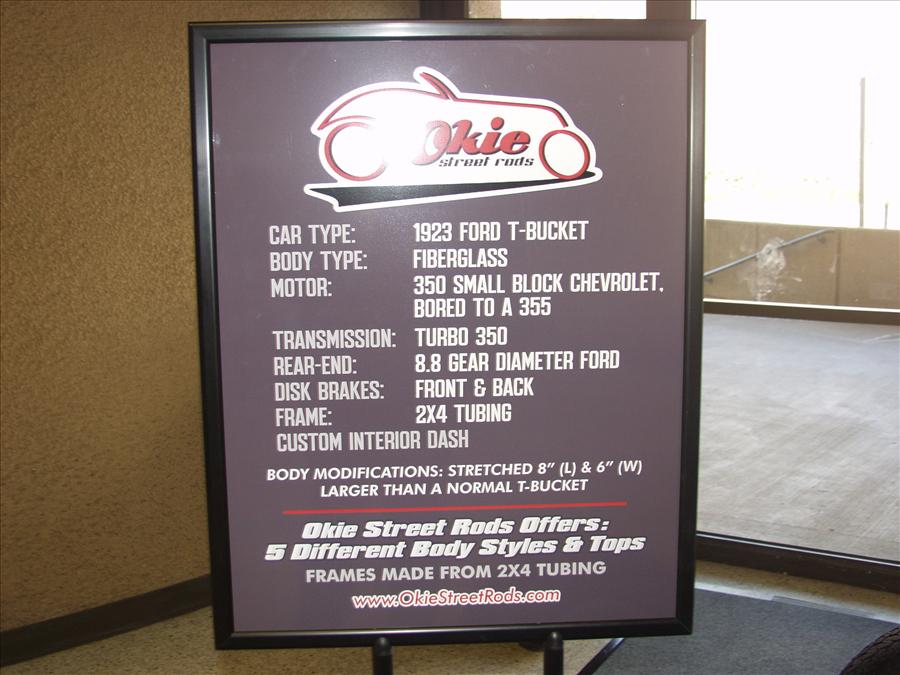 Okie
street rods
CAR TYPE: 1923 FORD T-BUCKET
BODY TYPE: FIBERGLASS
MOTOR: 350 SMALL BLOCK CHEVROLET,
BORED TO A 355
TRANSMISSION: TURBO 350
REAR-END: 8.8 GEAR DIAMETER FORD
DISK BRAKES: FRONT & BACK
FRAME: 2X4 TUBING
CUSTOM INTERIOR DASH
BODY MODIFICATIONS: STRETCHED 8" (L) & 6" (W)
LARGER THAN A NORMAL T-BUCKET
Okie Street Rods Offers:
5 Different Body Styles & Tops
FRAMES MADE FROM 2X4 TUBING
www.OkieStreetRods.com